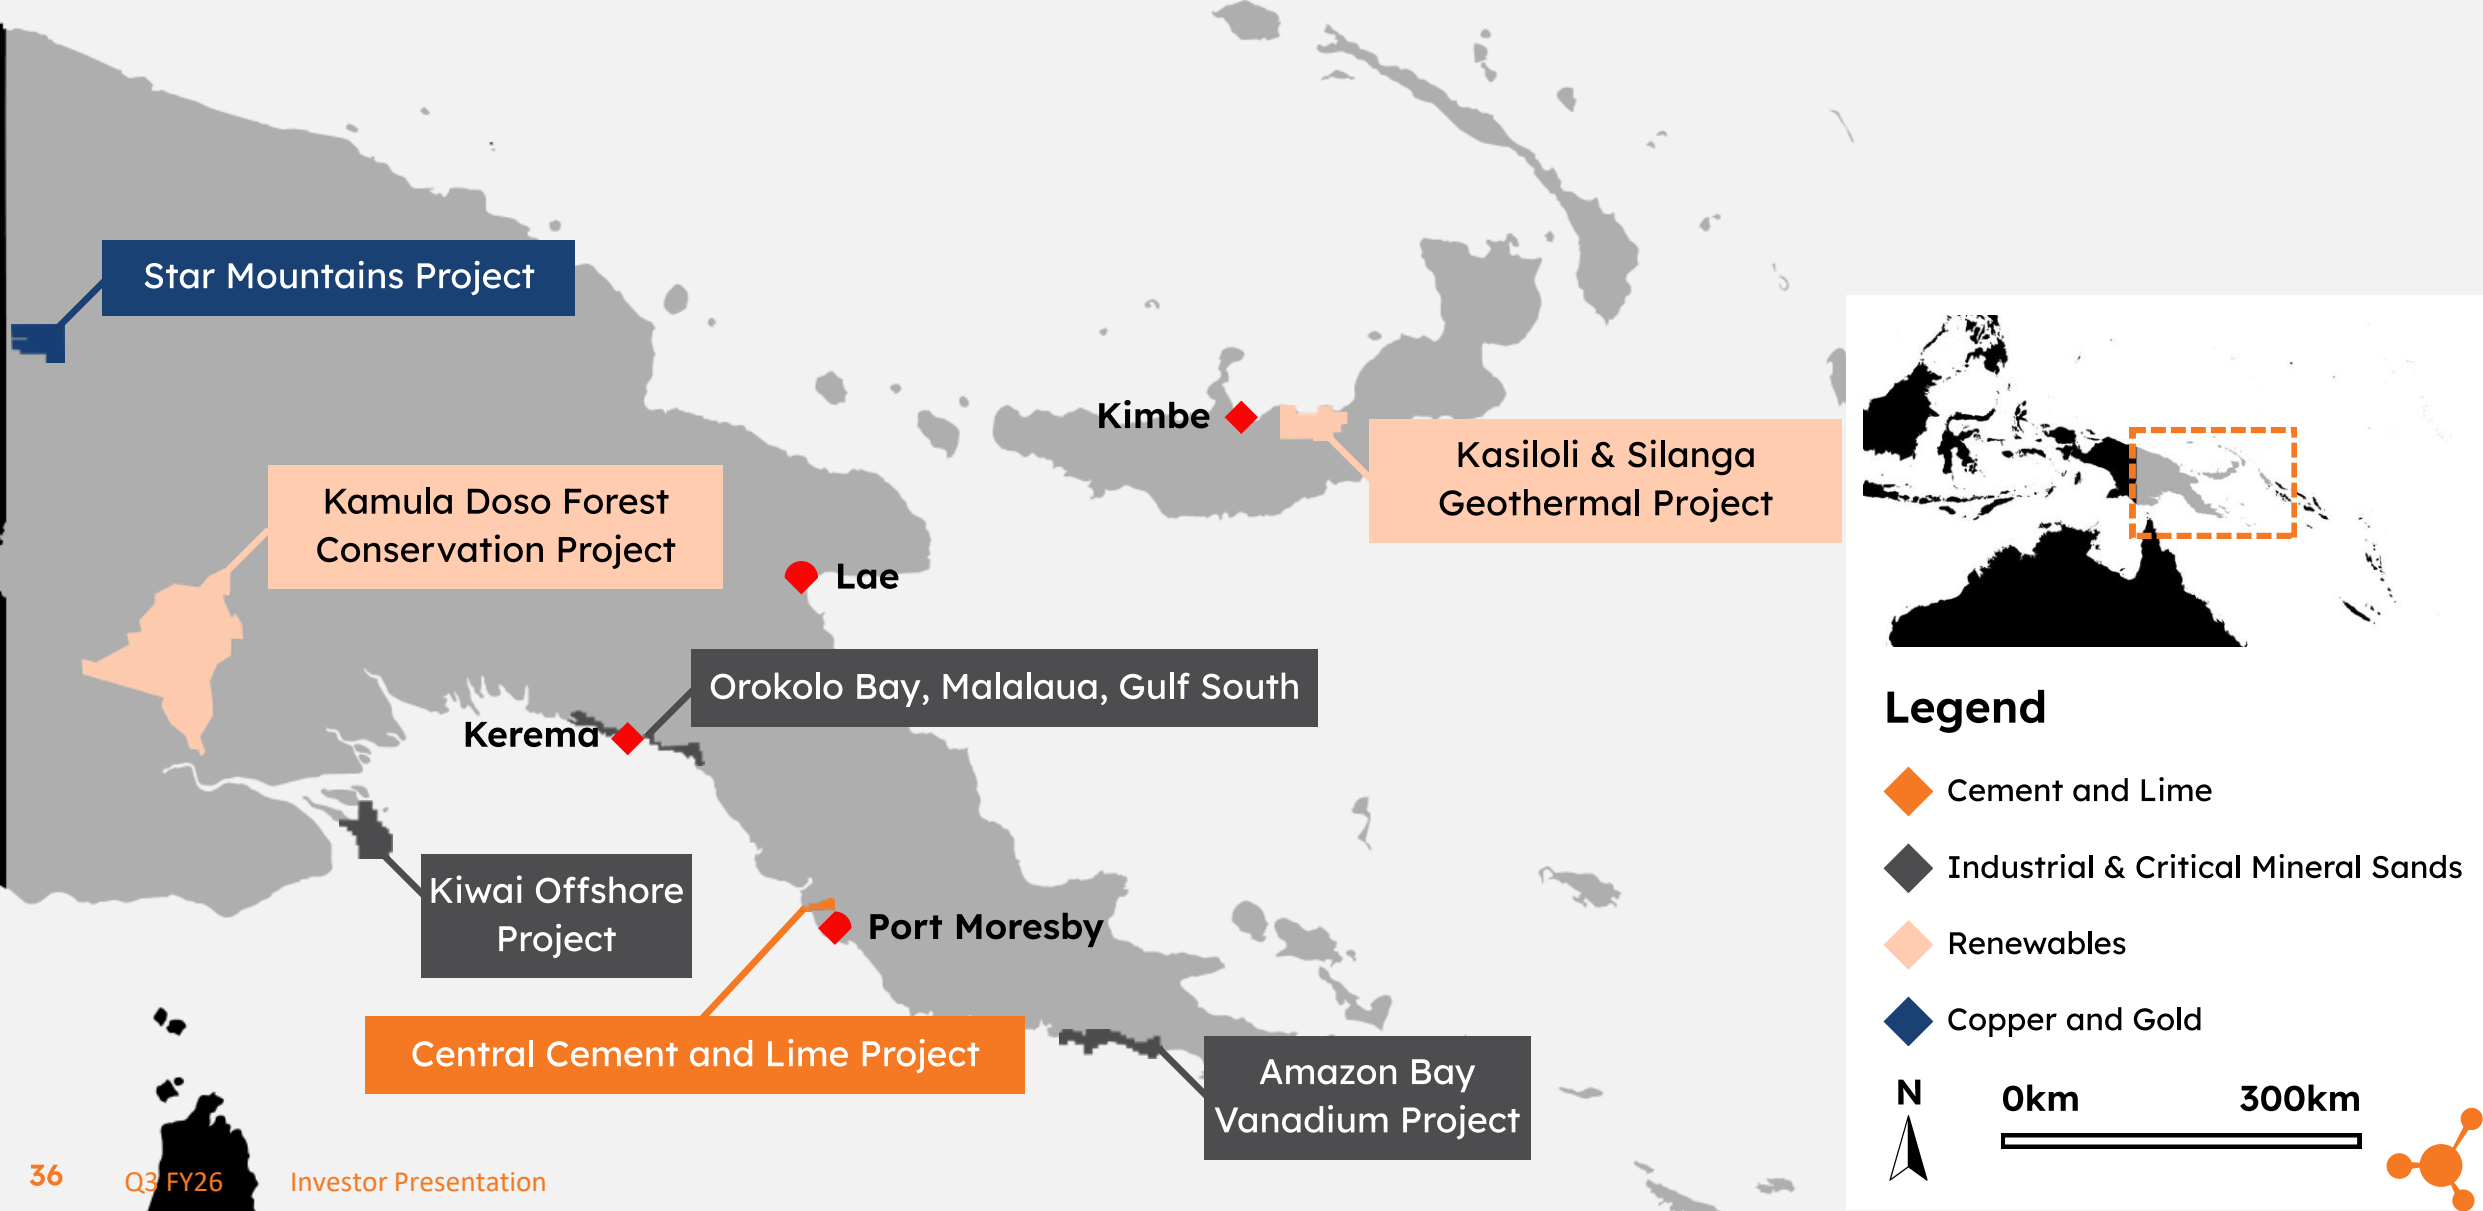 Star Mountains Project
Kimbe
Kasiloli & Silanga
Geothermal Project
Kamula Doso Forest
Conservation Project
Lae
Orokolo Bay, Malalaua, Gulf South
Kerema
Kiwai Offshore
Project
Port Moresby
Central Cement and Lime Project
Amazon Bay
Vanadium Project
Legend
Cement and Lime
Industrial & Critical Mineral Sands
Renewables
Copper and Gold
N
0km 300km
36 Q3 FY26 Investor Presentation